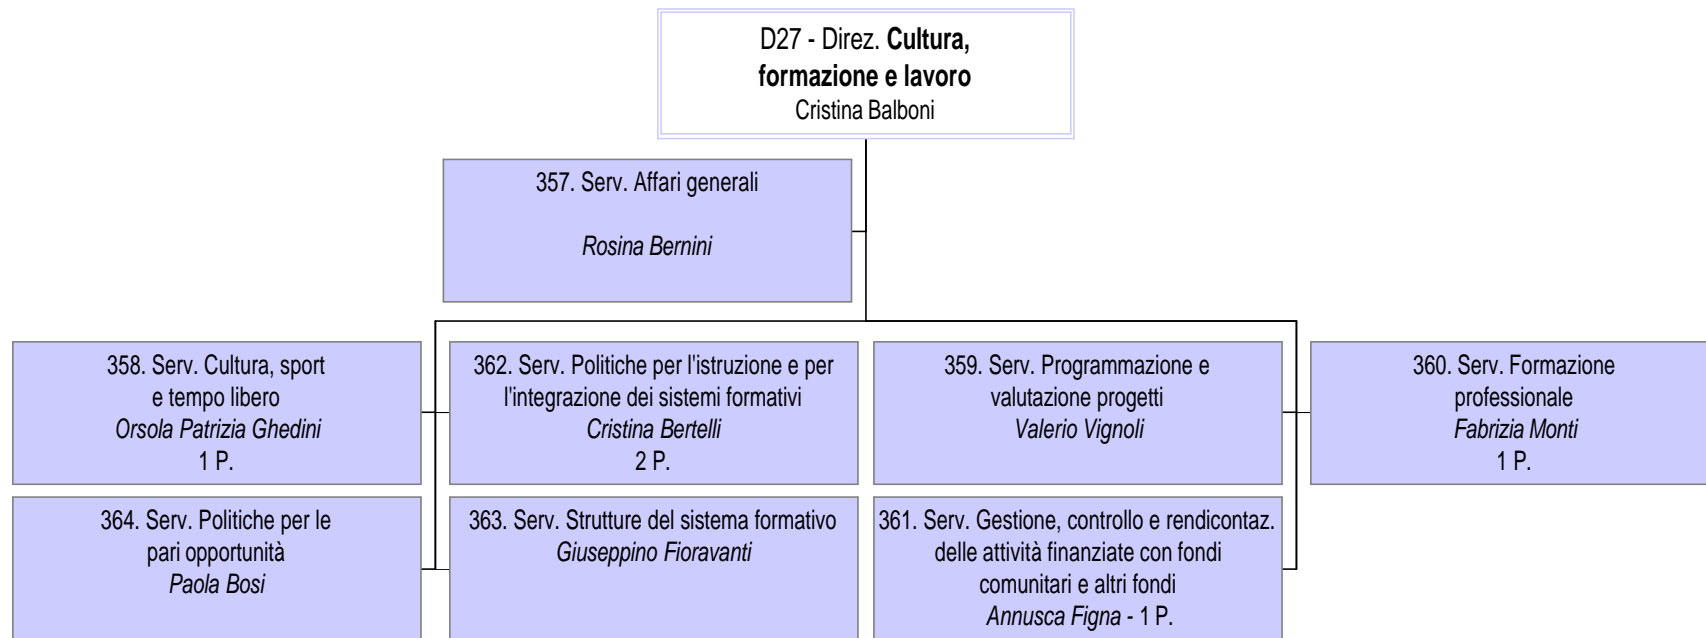 D27 - Direz. Cultura,
formazione e lavoro
Cristina Balboni
357. Serv. Affari generali
Rosina Bernini
358. Serv. Cultura, sport
e tempo libero
Orsola Patrizia Ghedini
1 P.
362. Serv. Politiche per l'istruzione e per
l'integrazione dei sistemi formativi
Cristina Bertelli
2 P.
359. Serv. Programmazione e
valutazione progetti
Valerio Vignoli
360. Serv. Formazione
professionale
Fabrizia Monti
1 P.
364. Serv. Politiche per le
pari opportunità
Paola Bosi
363. Serv. Strutture del sistema formativo
Giuseppino Fioravanti
361. Serv. Gestione, controllo e rendicontaz.
delle attività finanziate con fondi
comunitari e altri fondi
Annusca Figna - 1 P.